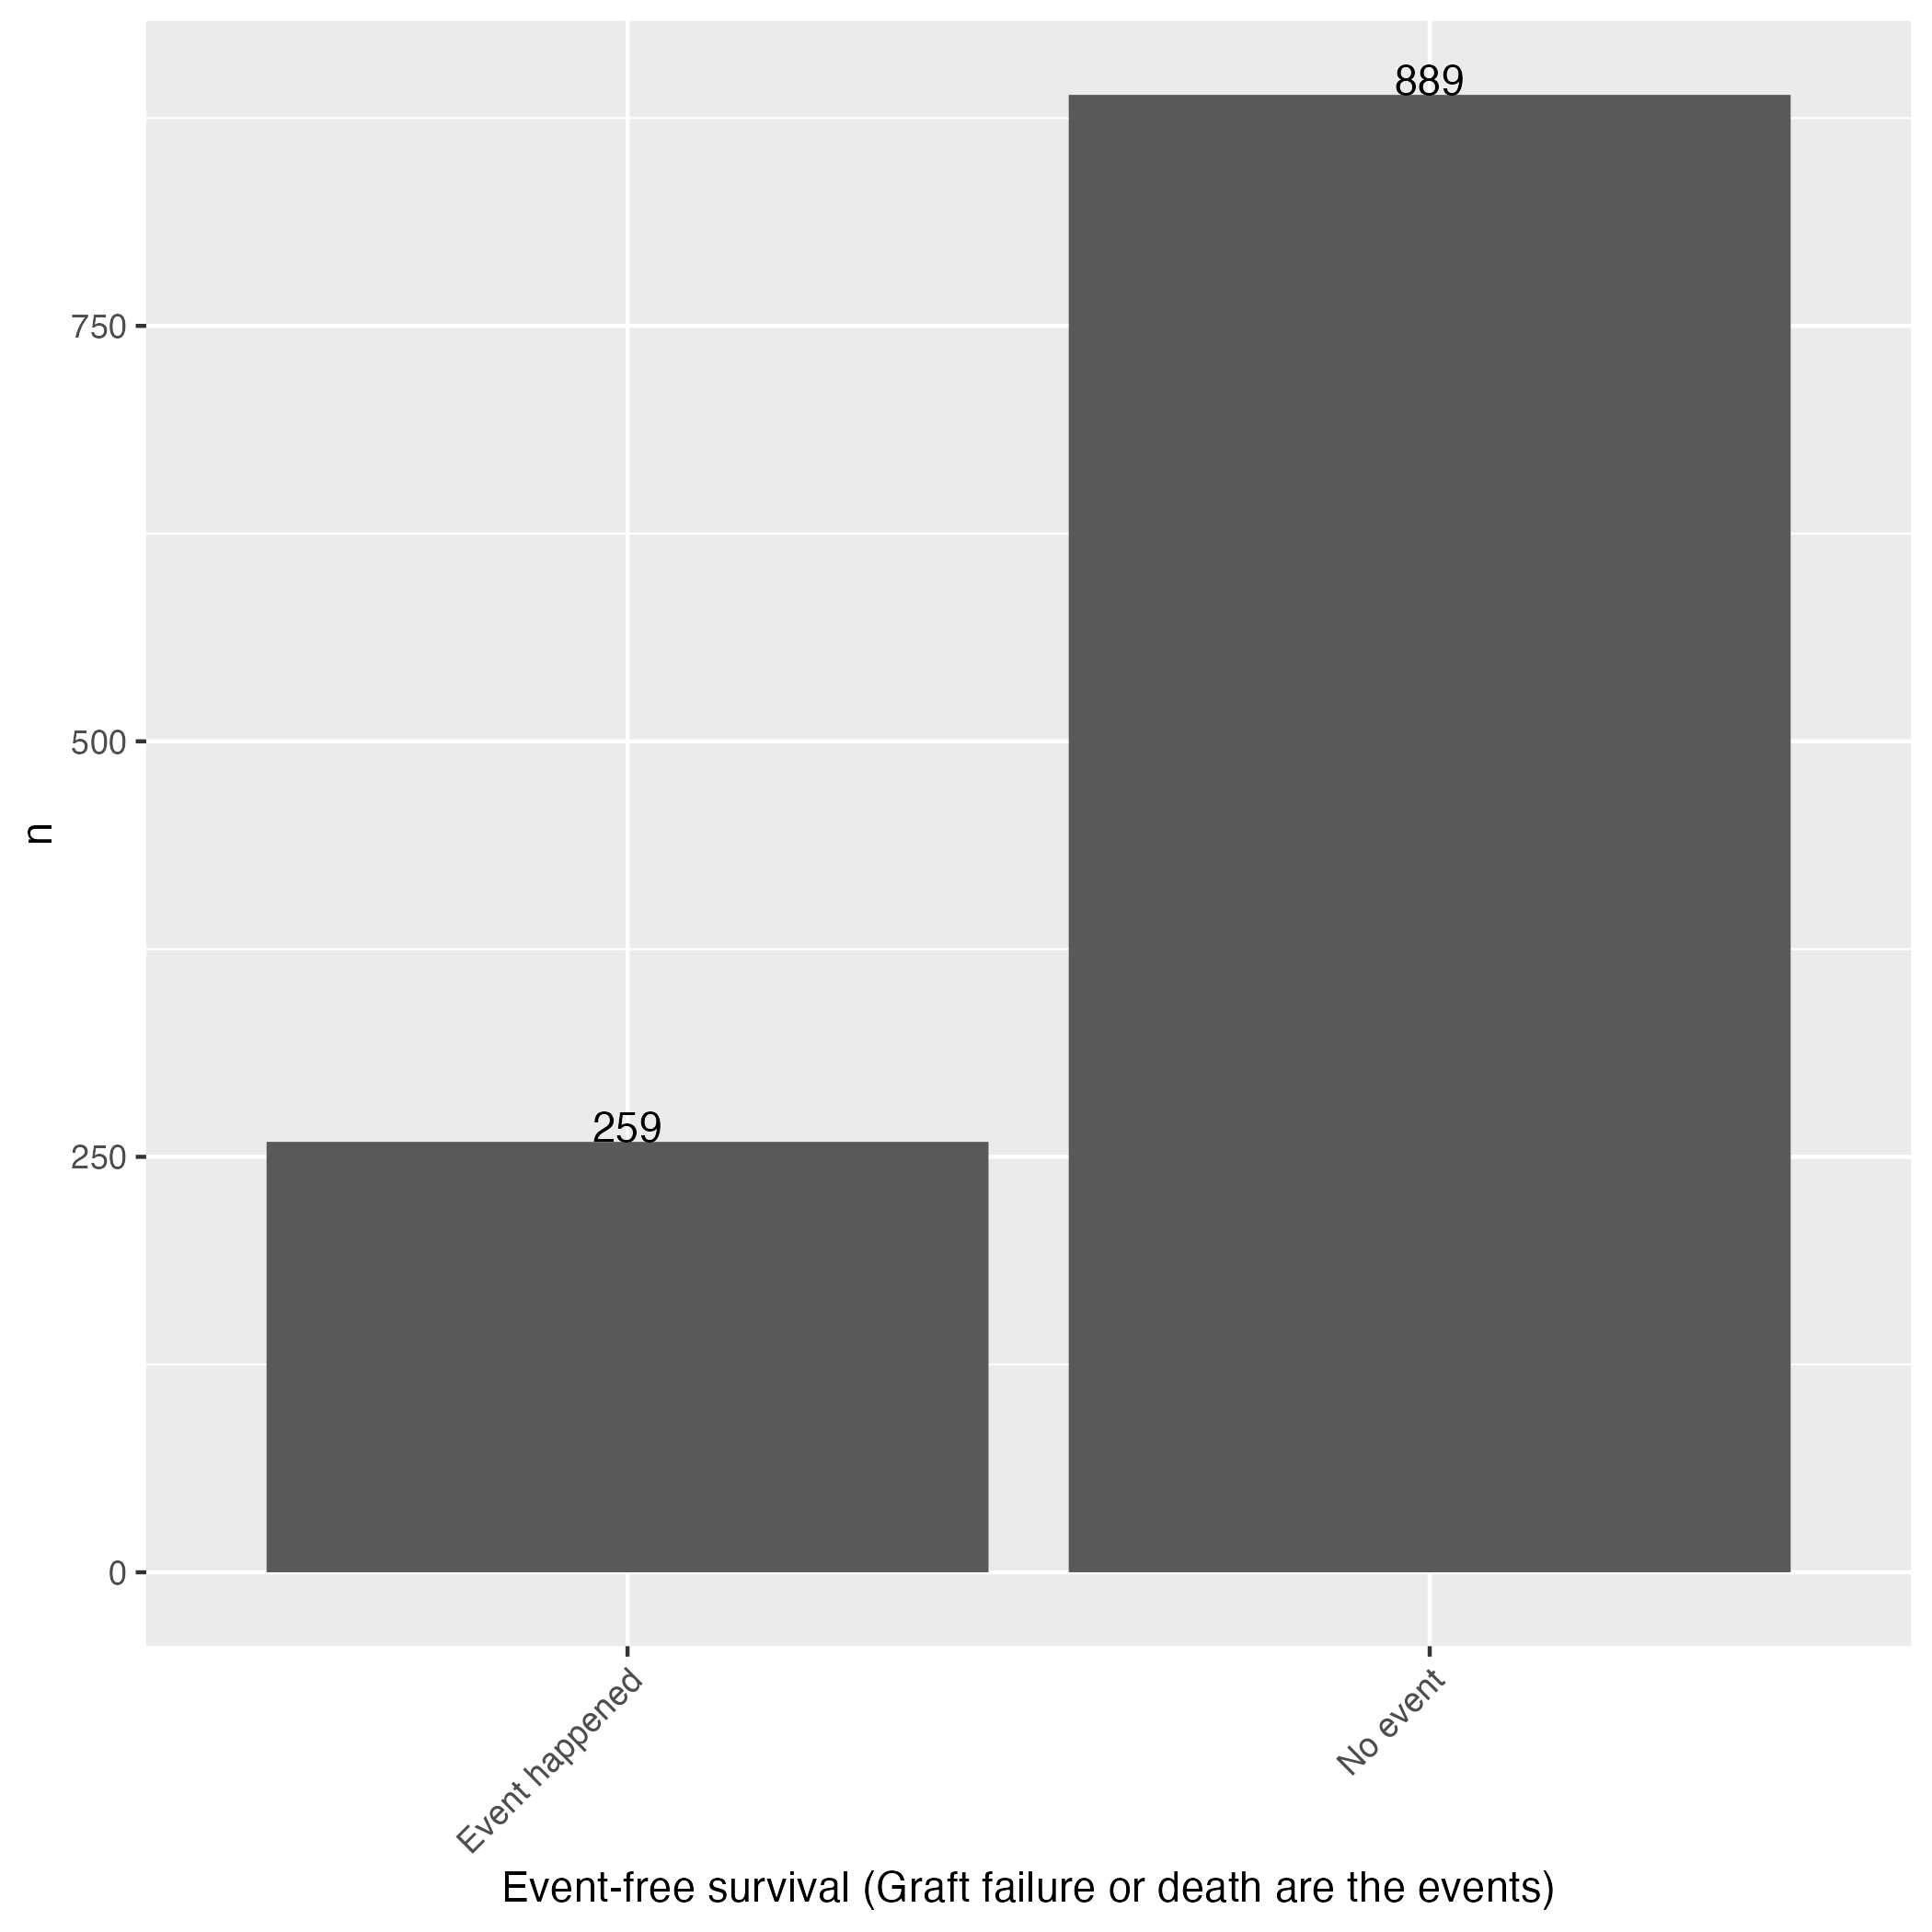 889
750
500
n
259
250
0
Event happened
No event
Event-free survival (Graft failure or death are the events)